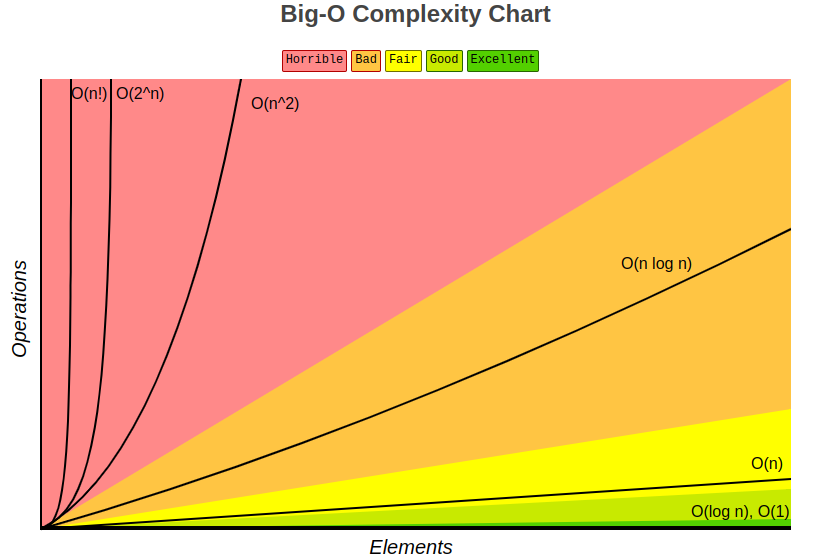 Big-O Complexity Chart
Horrible Bad Fair Good Excellent
O(n!) O(2^n)
O(n^2)
O(n log n)
O(n)
O(log n), O(1)
Operations
Elements